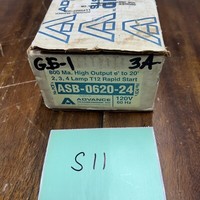 GE-1 3A
800 Ma. High Output 6' to 20'
2, 3, 4 Lamp T12 Rapid Start
ASB-0620-24
ADVANCE
120V
60 Hz
S11